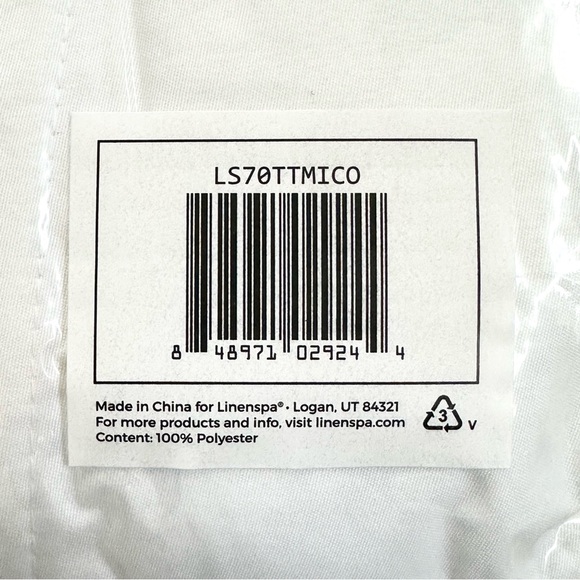 LS70TTMICO
8 48971 02924 4
Made in China for Linenspa® • Logan, UT 84321
For more products and info, visit linenspa.com
Content: 100% Polyester
3 V